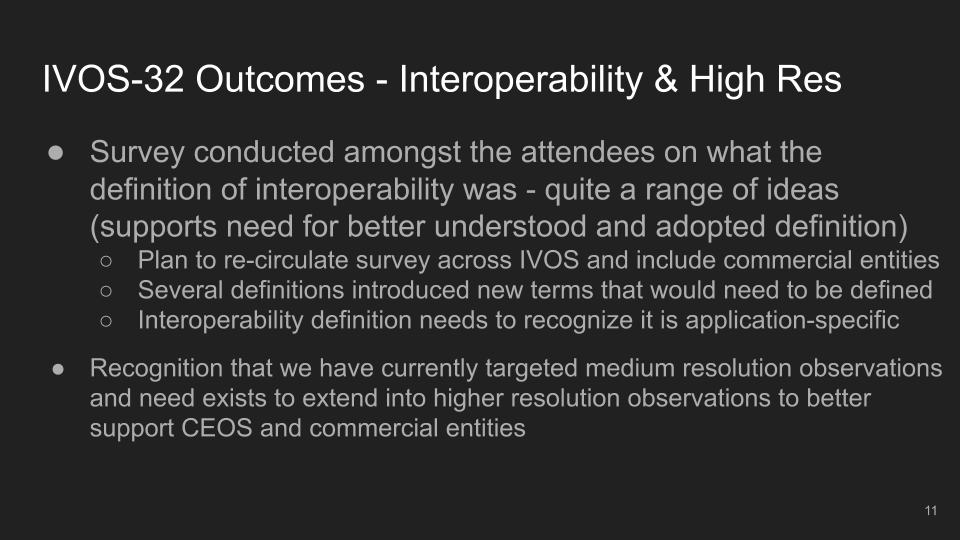 IVOS-32 Outcomes - Interoperability & High Res
● Survey conducted amongst the attendees on what the
definition of interoperability was - quite a range of ideas
(supports need for better understood and adopted definition)
○ Plan to re-circulate survey across IVOS and include commercial entities
○ Several definitions introduced new terms that would need to be defined
○ Interoperability definition needs to recognize it is application-specific
● Recognition that we have currently targeted medium resolution observations
and need exists to extend into higher resolution observations to better
support CEOS and commercial entities
11